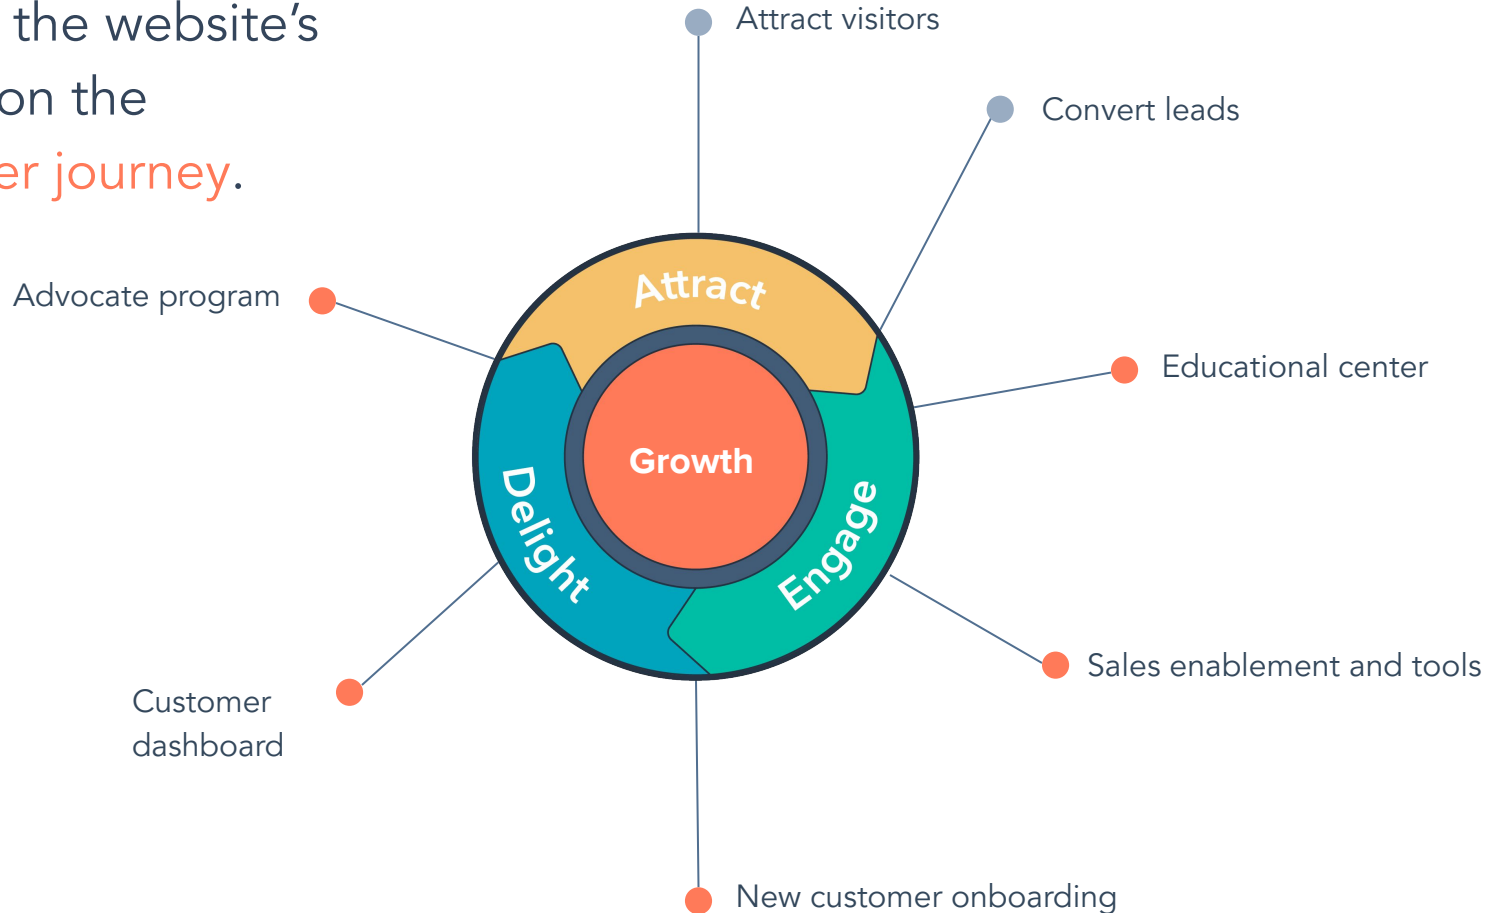 the website’s
on the
er journey.
Attract visitors
Convert leads
Advocate program
Attract
Educational center
Growth
Delight
Engage
Sales enablement and tools
Customer
dashboard
New customer onboarding